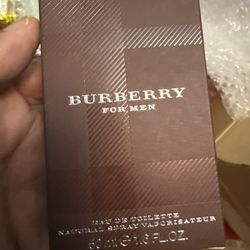 BURBERRY
FOR MEN
EAU DE TOILETTE
NATURAL SPRAY VAPORISATEUR
50 ml ℮ 1.6 FL.OZ.